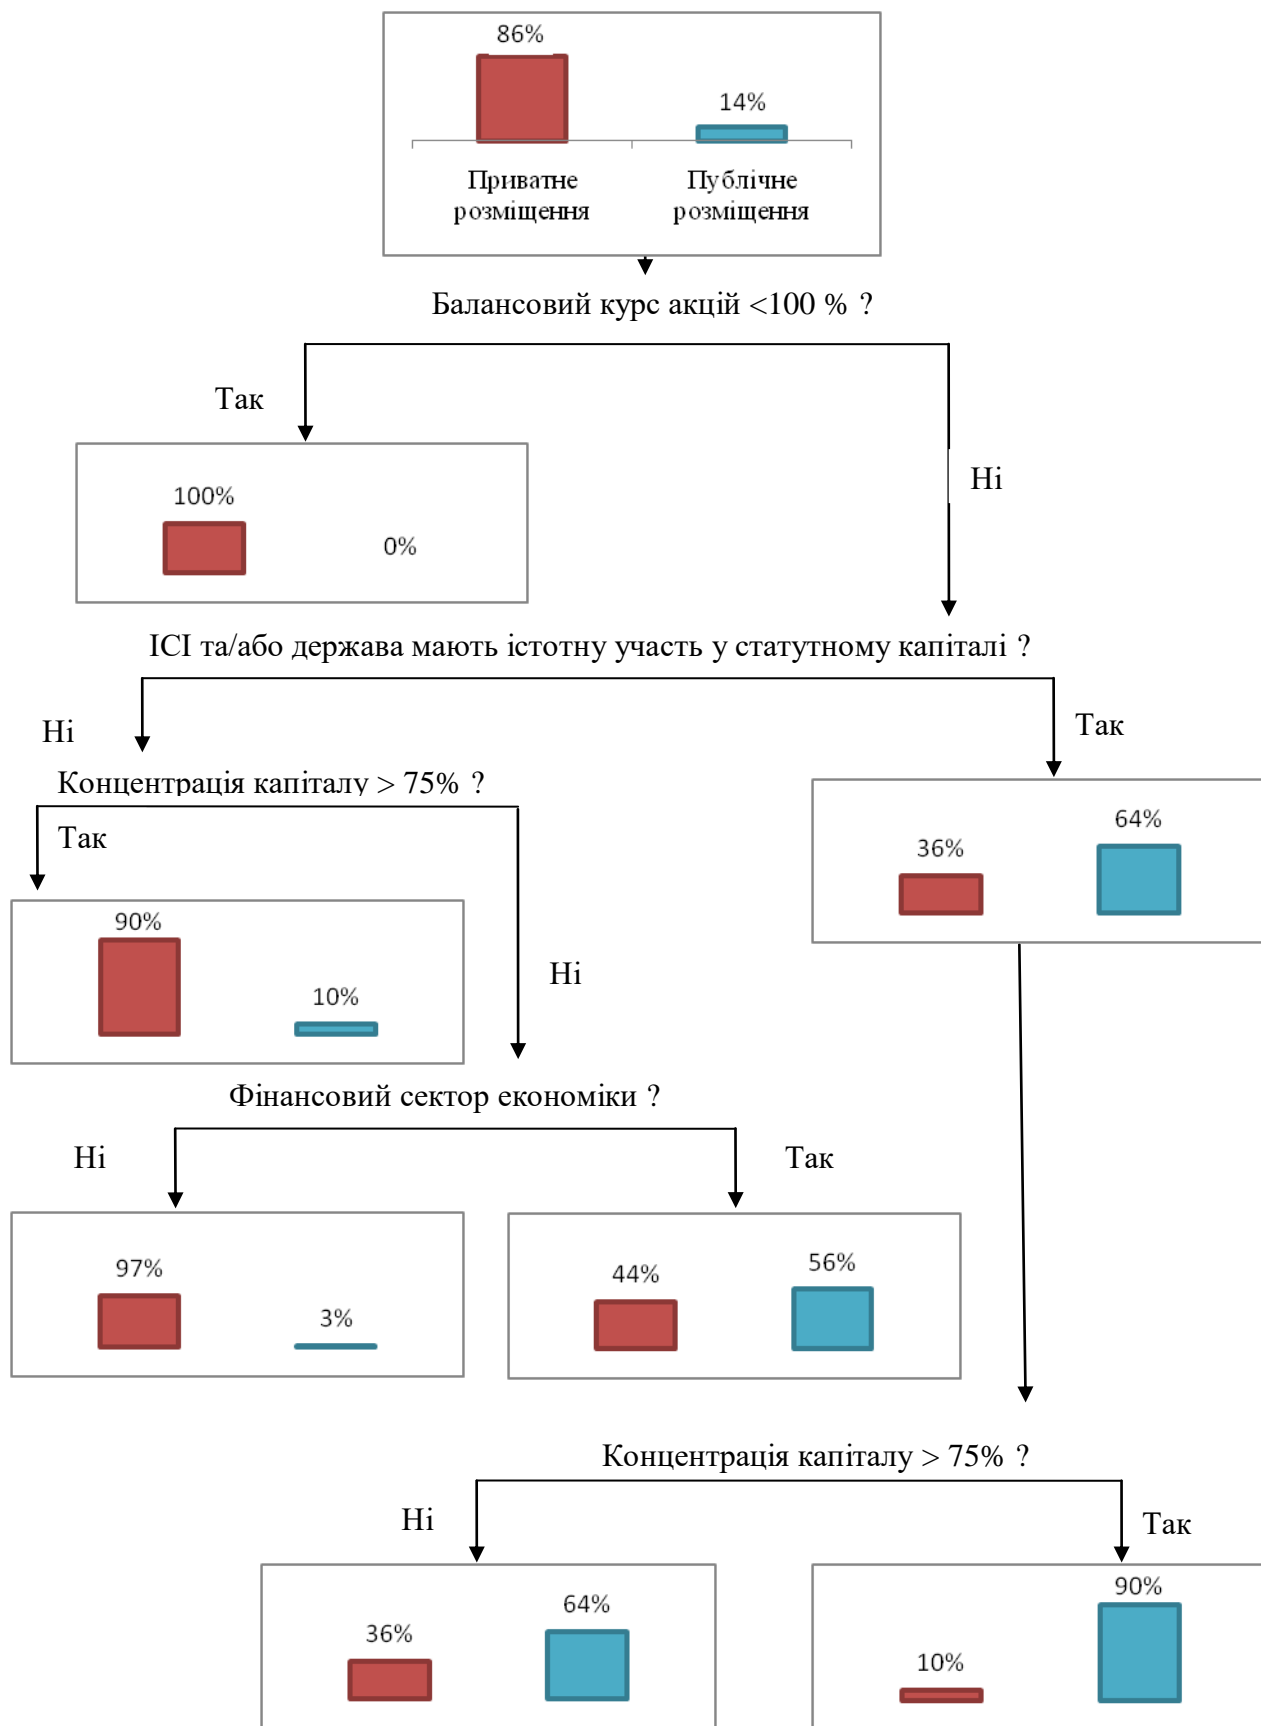 86%
14%
Приватне розміщення
Публічне розміщення
Балансовий курс акцій <100 % ?
Так
Ні
100%
0%
ІСІ та/або держава мають істотну участь у статутному капіталі ?
Ні
Так
Концентрація капіталу > 75% ?
Так
Ні
36%
64%
90%
10%
Фінансовий сектор економіки ?
Ні
Так
97%
3%
44%
56%
Концентрація капіталу > 75% ?
Ні
Так
36%
64%
10%
90%